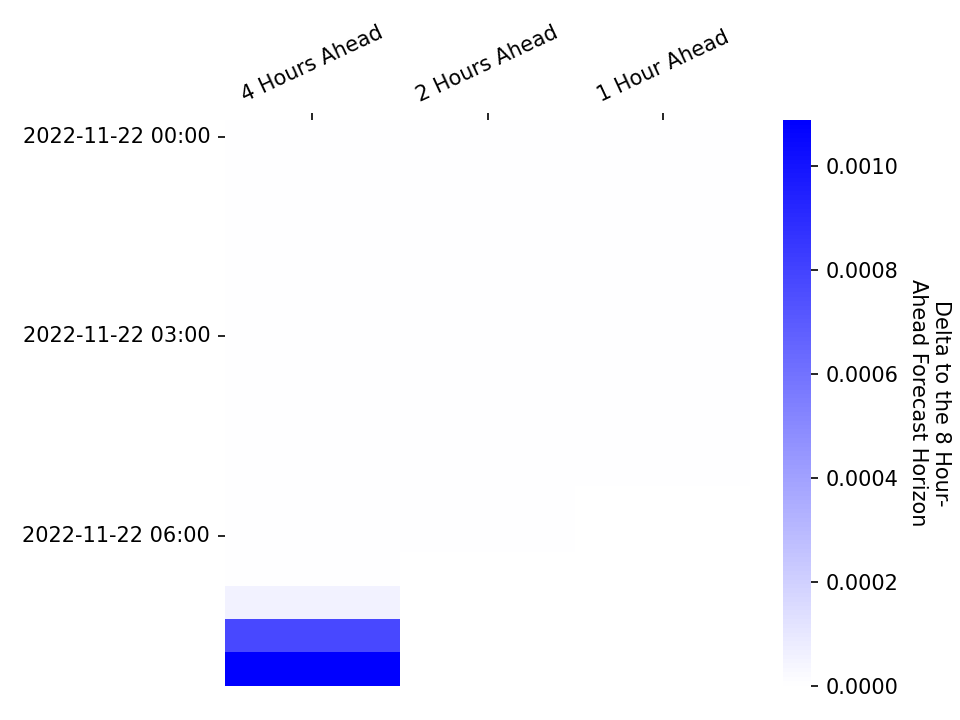 4 Hours Ahead
2 Hours Ahead
1 Hour Ahead
2022-11-22 00:00
2022-11-22 03:00
2022-11-22 06:00
0.0010
0.0008
0.0006
0.0004
0.0002
0.0000
Delta to the 8 Hour-
Ahead Forecast Horizon